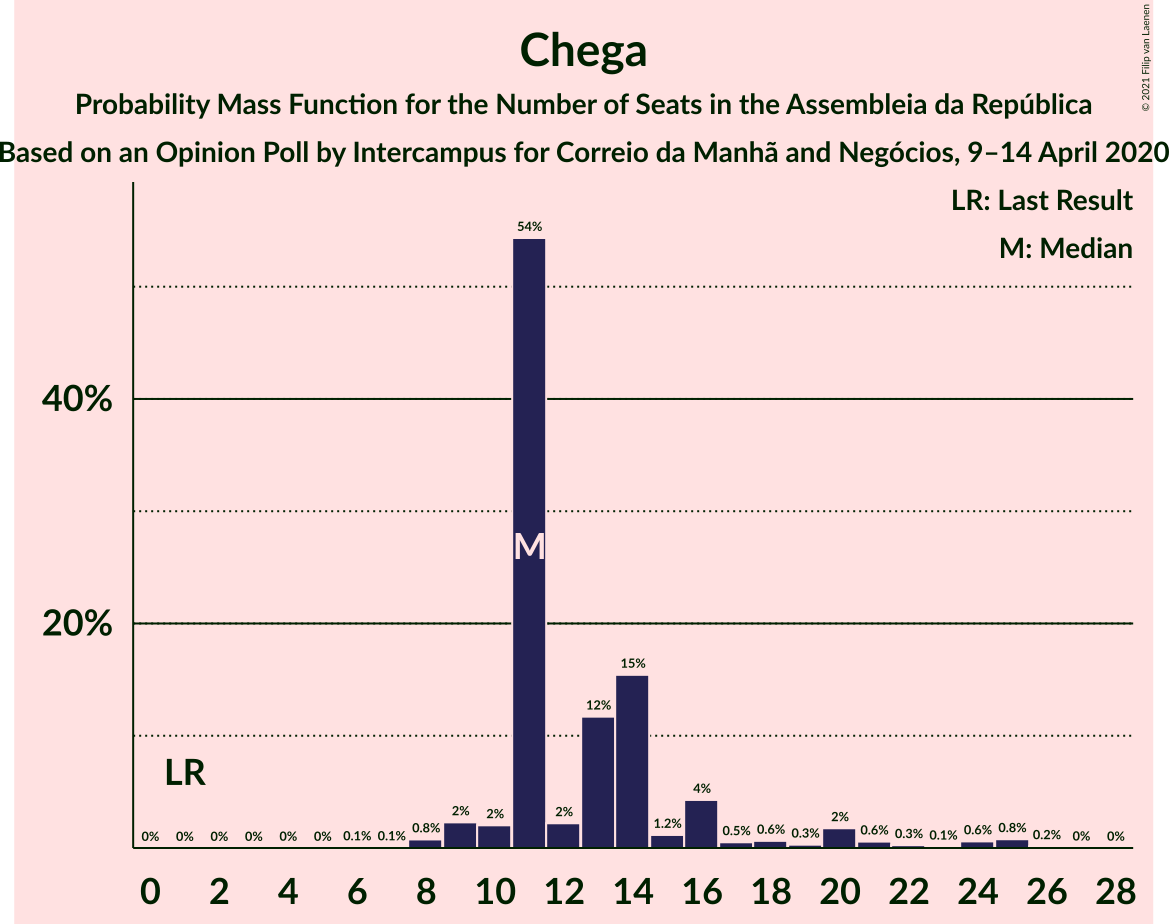 Chega
Probability Mass Function for the Number of Seats in the Assembleia da República
Based on an Opinion Poll by Intercampus for Correio da Manhã and Negócios, 9–14 April 2020
© 2021 Filip van Laenen
LR: Last Result
M: Median
40%
20%
54%
M
LR
0% 0% 0% 0% 0% 0% 0.1% 0.1% 0.8% 2% 2% 2% 12% 15% 1.2% 4% 0.5% 0.6% 0.3% 2% 0.6% 0.3% 0.1% 0.6% 0.8% 0.2% 0% 0%
0 2 4 6 8 10 12 14 16 18 20 22 24 26 28